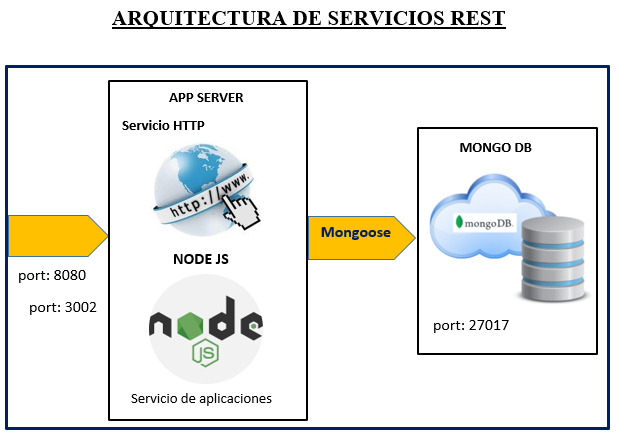 ARQUITECTURA DE SERVICIOS REST
APP SERVER
Servicio HTTP
http://www.
NODE JS
node
JS
Servicio de aplicaciones
port: 8080
port: 3002
Mongoose
MONGO DB
mongoDB.
port: 27017